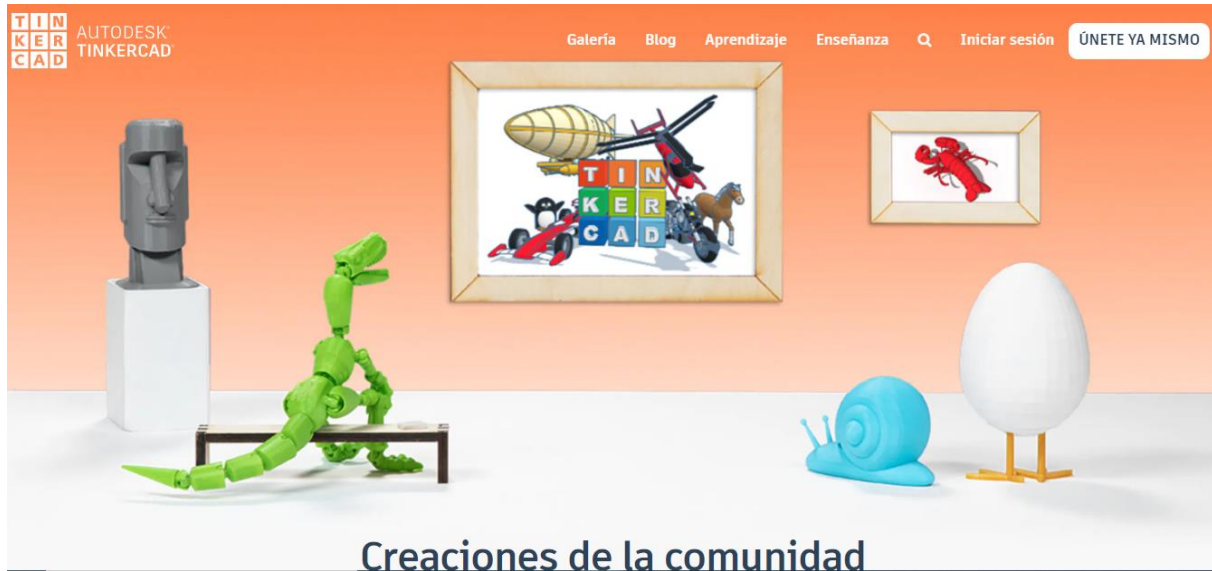 TIN
KER
CAD
AUTODESK®
TINKERCAD®
Galería Blog Aprendizaje Enseñanza Iniciar sesión ÚNETE YA MISMO
TIN
KER
CAD
Creaciones de la comunidad